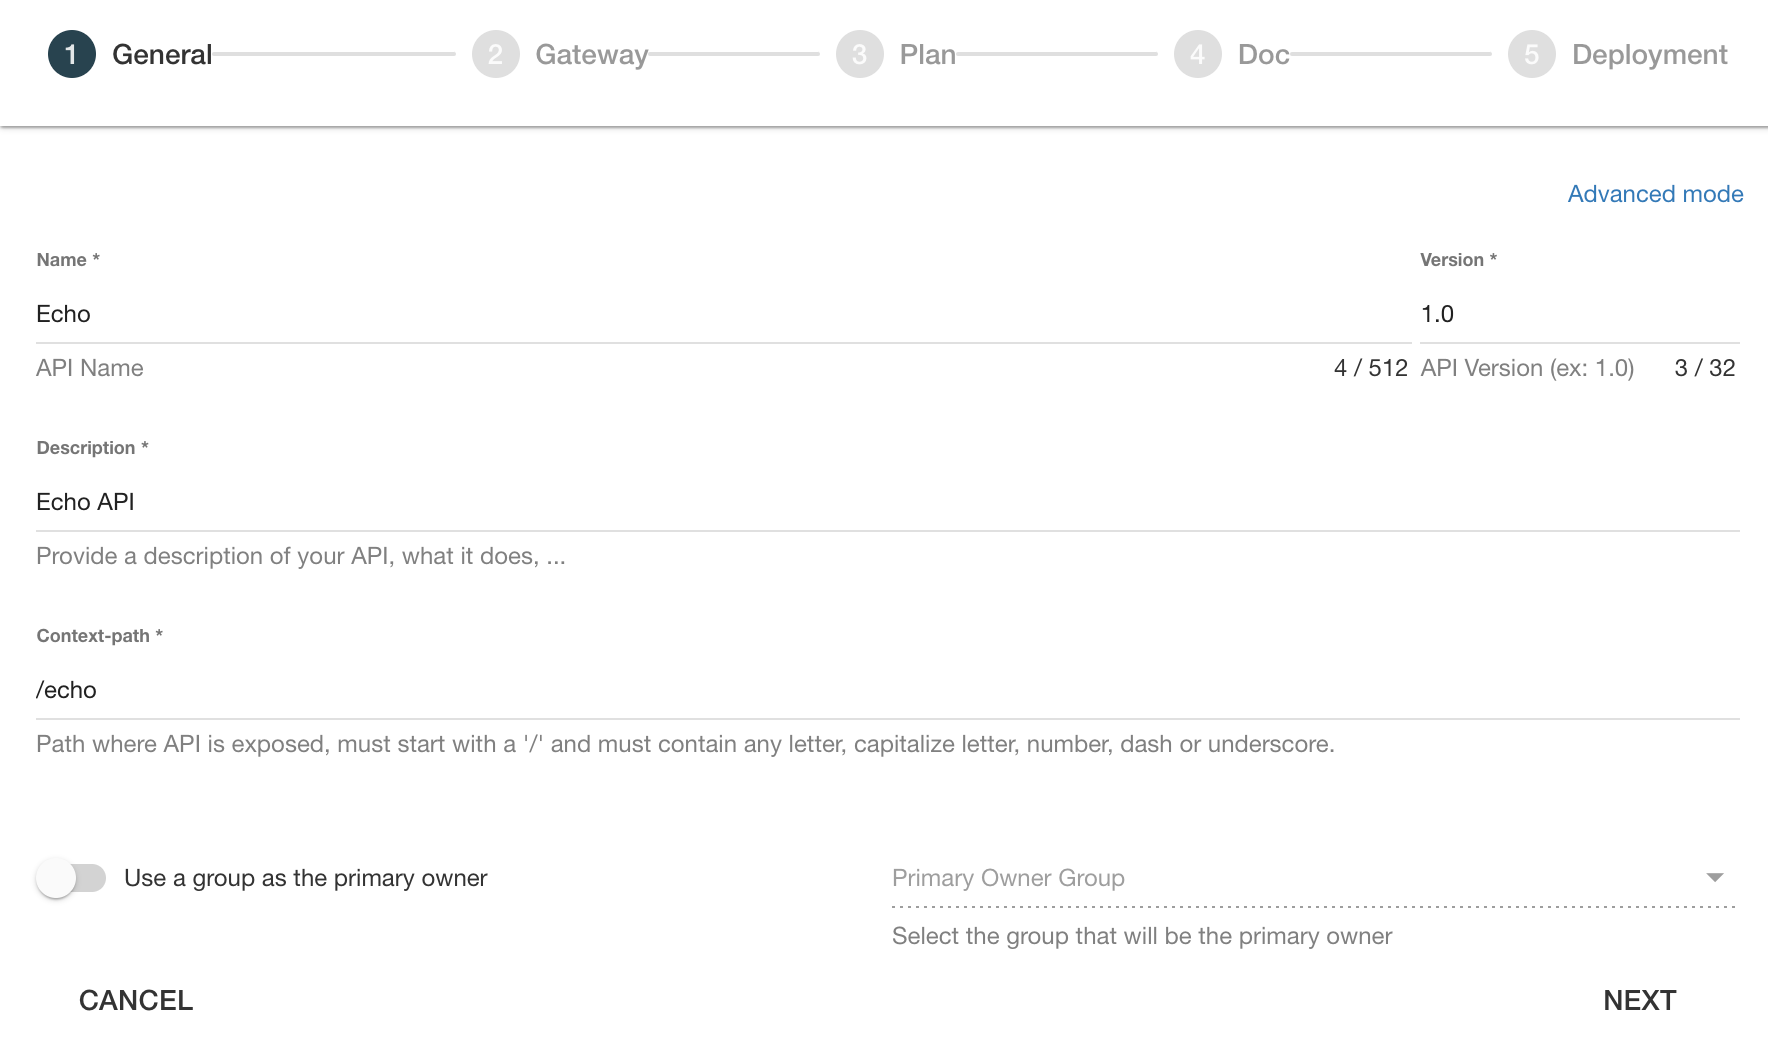 1 General 2 Gateway 3 Plan 4 Doc 5 Deployment
Advanced mode
Name * Version *
Echo 1.0
API Name 4 / 512 API Version (ex: 1.0) 3 / 32
Description *
Echo API
Provide a description of your API, what it does, ...
Context-path *
/echo
Path where API is exposed, must start with a '/' and must contain any letter, capitalize letter, number, dash or underscore.
Use a group as the primary owner Primary Owner Group
Select the group that will be the primary owner
CANCEL NEXT